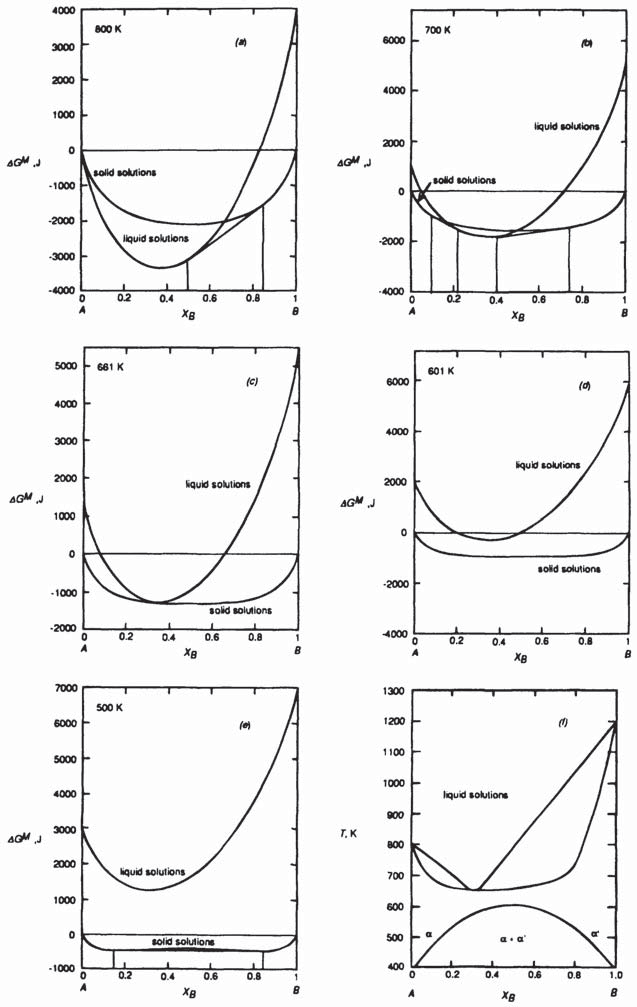 800 K
(a)
4000
3000
2000
1000
0
-1000
-2000
-3000
-4000
ΔG^M ,J
solid solutions
liquid solutions
0 0.2 0.4 0.6 0.8 1
A X_B B
700 K
(b)
6000
4000
2000
0
-2000
-4000
ΔG^M ,J
liquid solutions
solid solutions
0 0.2 0.4 0.6 0.8 1
A X_B B
661 K
(c)
5000
4000
3000
2000
1000
0
-1000
-2000
ΔG^M ,J
liquid solutions
solid solutions
0 0.2 0.4 0.6 0.8 1
A X_B B
601 K
(d)
6000
4000
2000
0
-2000
-4000
ΔG^M ,J
liquid solutions
solid solutions
0 0.2 0.4 0.6 0.8 1
A X_B B
500 K
(e)
7000
6000
5000
4000
3000
2000
1000
0
-1000
ΔG^M ,J
liquid solutions
solid solutions
0 0.2 0.4 0.6 0.8 1
A X_B B
(f)
1300
1200
1100
1000
900
800
700
600
500
400
T, K
liquid solutions
α α + α' α'
0 0.2 0.4 0.6 0.8 1.0
A X_B B